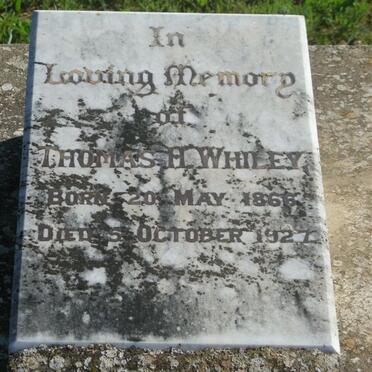 In
Loving Memory
of
THOMAS H. WHILEY
BORN 20 MAY 1866
DIED 5 OCTOBER 1927